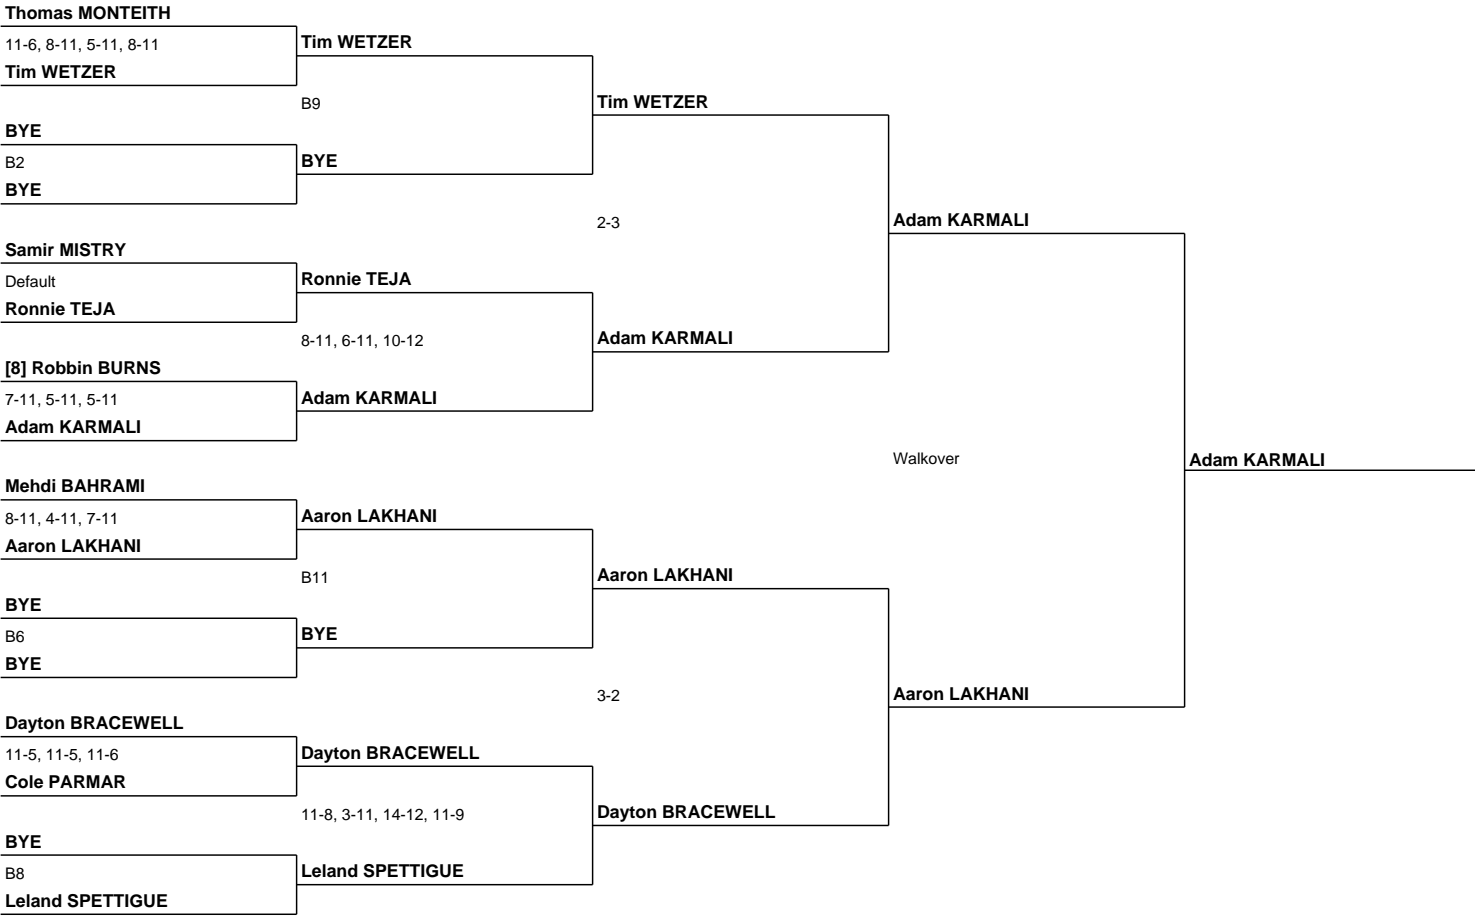 Thomas MONTEITH
11-6, 8-11, 5-11, 8-11
Tim WETZER
Tim WETZER
B9
Tim WETZER
BYE
B2
BYE
BYE
2-3
Adam KARMALI
Samir MISTRY
Default
Ronnie TEJA
Ronnie TEJA
8-11, 6-11, 10-12
Adam KARMALI
[8] Robbin BURNS
7-11, 5-11, 5-11
Adam KARMALI
Adam KARMALI
Walkover
Adam KARMALI
Mehdi BAHRAMI
8-11, 4-11, 7-11
Aaron LAKHANI
Aaron LAKHANI
B11
Aaron LAKHANI
BYE
B6
BYE
BYE
3-2
Aaron LAKHANI
Dayton BRACEWELL
11-5, 11-5, 11-6
Cole PARMAR
Dayton BRACEWELL
11-8, 3-11, 14-12, 11-9
Dayton BRACEWELL
BYE
B8
Leland SPETTIGUE
Leland SPETTIGUE